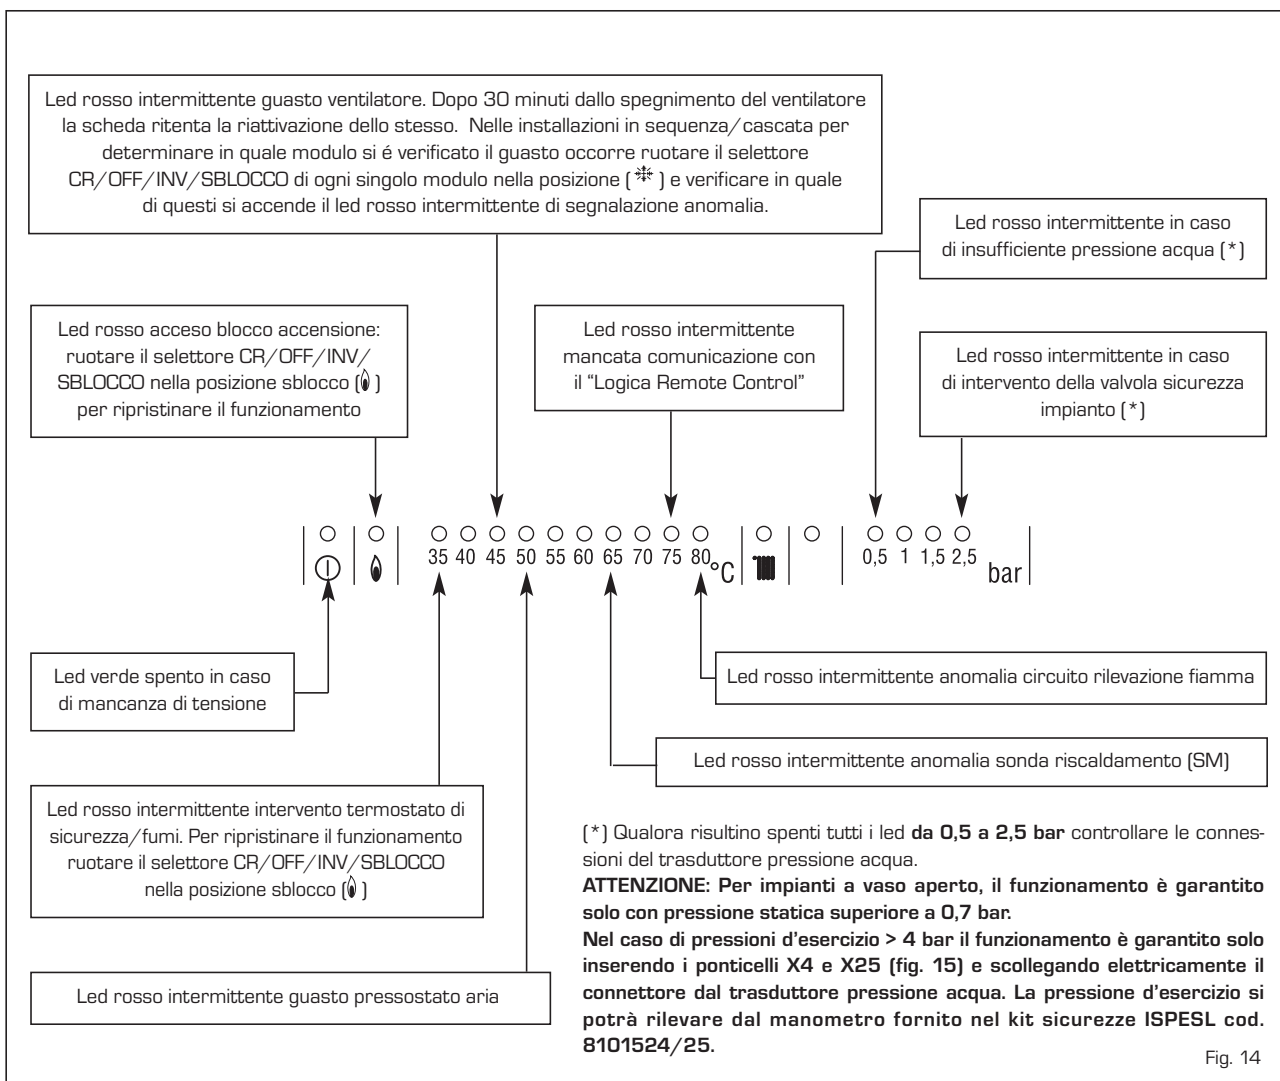 Led rosso intermittente guasto ventilatore. Dopo 30 minuti dallo spegnimento del ventilatore
la scheda ritenta la riattivazione dello stesso. Nelle installazioni in sequenza/cascata per
determinare in quale modulo si é verificato il guasto occorre ruotare il selettore
CR/OFF/INV/SBLOCCO di ogni singolo modulo nella posizione ( ) e verificare in quale
di questi si accende il led rosso intermittente di segnalazione anomalia.
Led rosso intermittente in caso
di insufficiente pressione acqua (*)
Led rosso acceso blocco accensione:
ruotare il selettore CR/OFF/INV/
SBLOCCO nella posizione sblocco ( )
per ripristinare il funzionamento
Led rosso intermittente
mancata comunicazione con
il “Logica Remote Control”
Led rosso intermittente in caso
di intervento della valvola sicurezza
impianto (*)
35 40 45 50 55 60 65 70 75 80 °C 0,5 1 1,5 2,5 bar
Led verde spento in caso
di mancanza di tensione
Led rosso intermittente anomalia circuito rilevazione fiamma
Led rosso intermittente anomalia sonda riscaldamento (SM)
Led rosso intermittente intervento termostato di
sicurezza/fumi. Per ripristinare il funzionamento
ruotare il selettore CR/OFF/INV/SBLOCCO
nella posizione sblocco ( )
Led rosso intermittente guasto pressostato aria
(*) Qualora risultino spenti tutti i led da 0,5 a 2,5 bar controllare le connes-
sioni del trasduttore pressione acqua.
ATTENZIONE: Per impianti a vaso aperto, il funzionamento è garantito
solo con pressione statica superiore a 0,7 bar.
Nel caso di pressioni d’esercizio > 4 bar il funzionamento è garantito solo
inserendo i ponticelli X4 e X25 (fig. 15) e scollegando elettricamente il
connettore dal trasduttore pressione acqua. La pressione d’esercizio si
potrà rilevare dal manometro fornito nel kit sicurezze ISPESL cod.
8101524/25.
Fig. 14